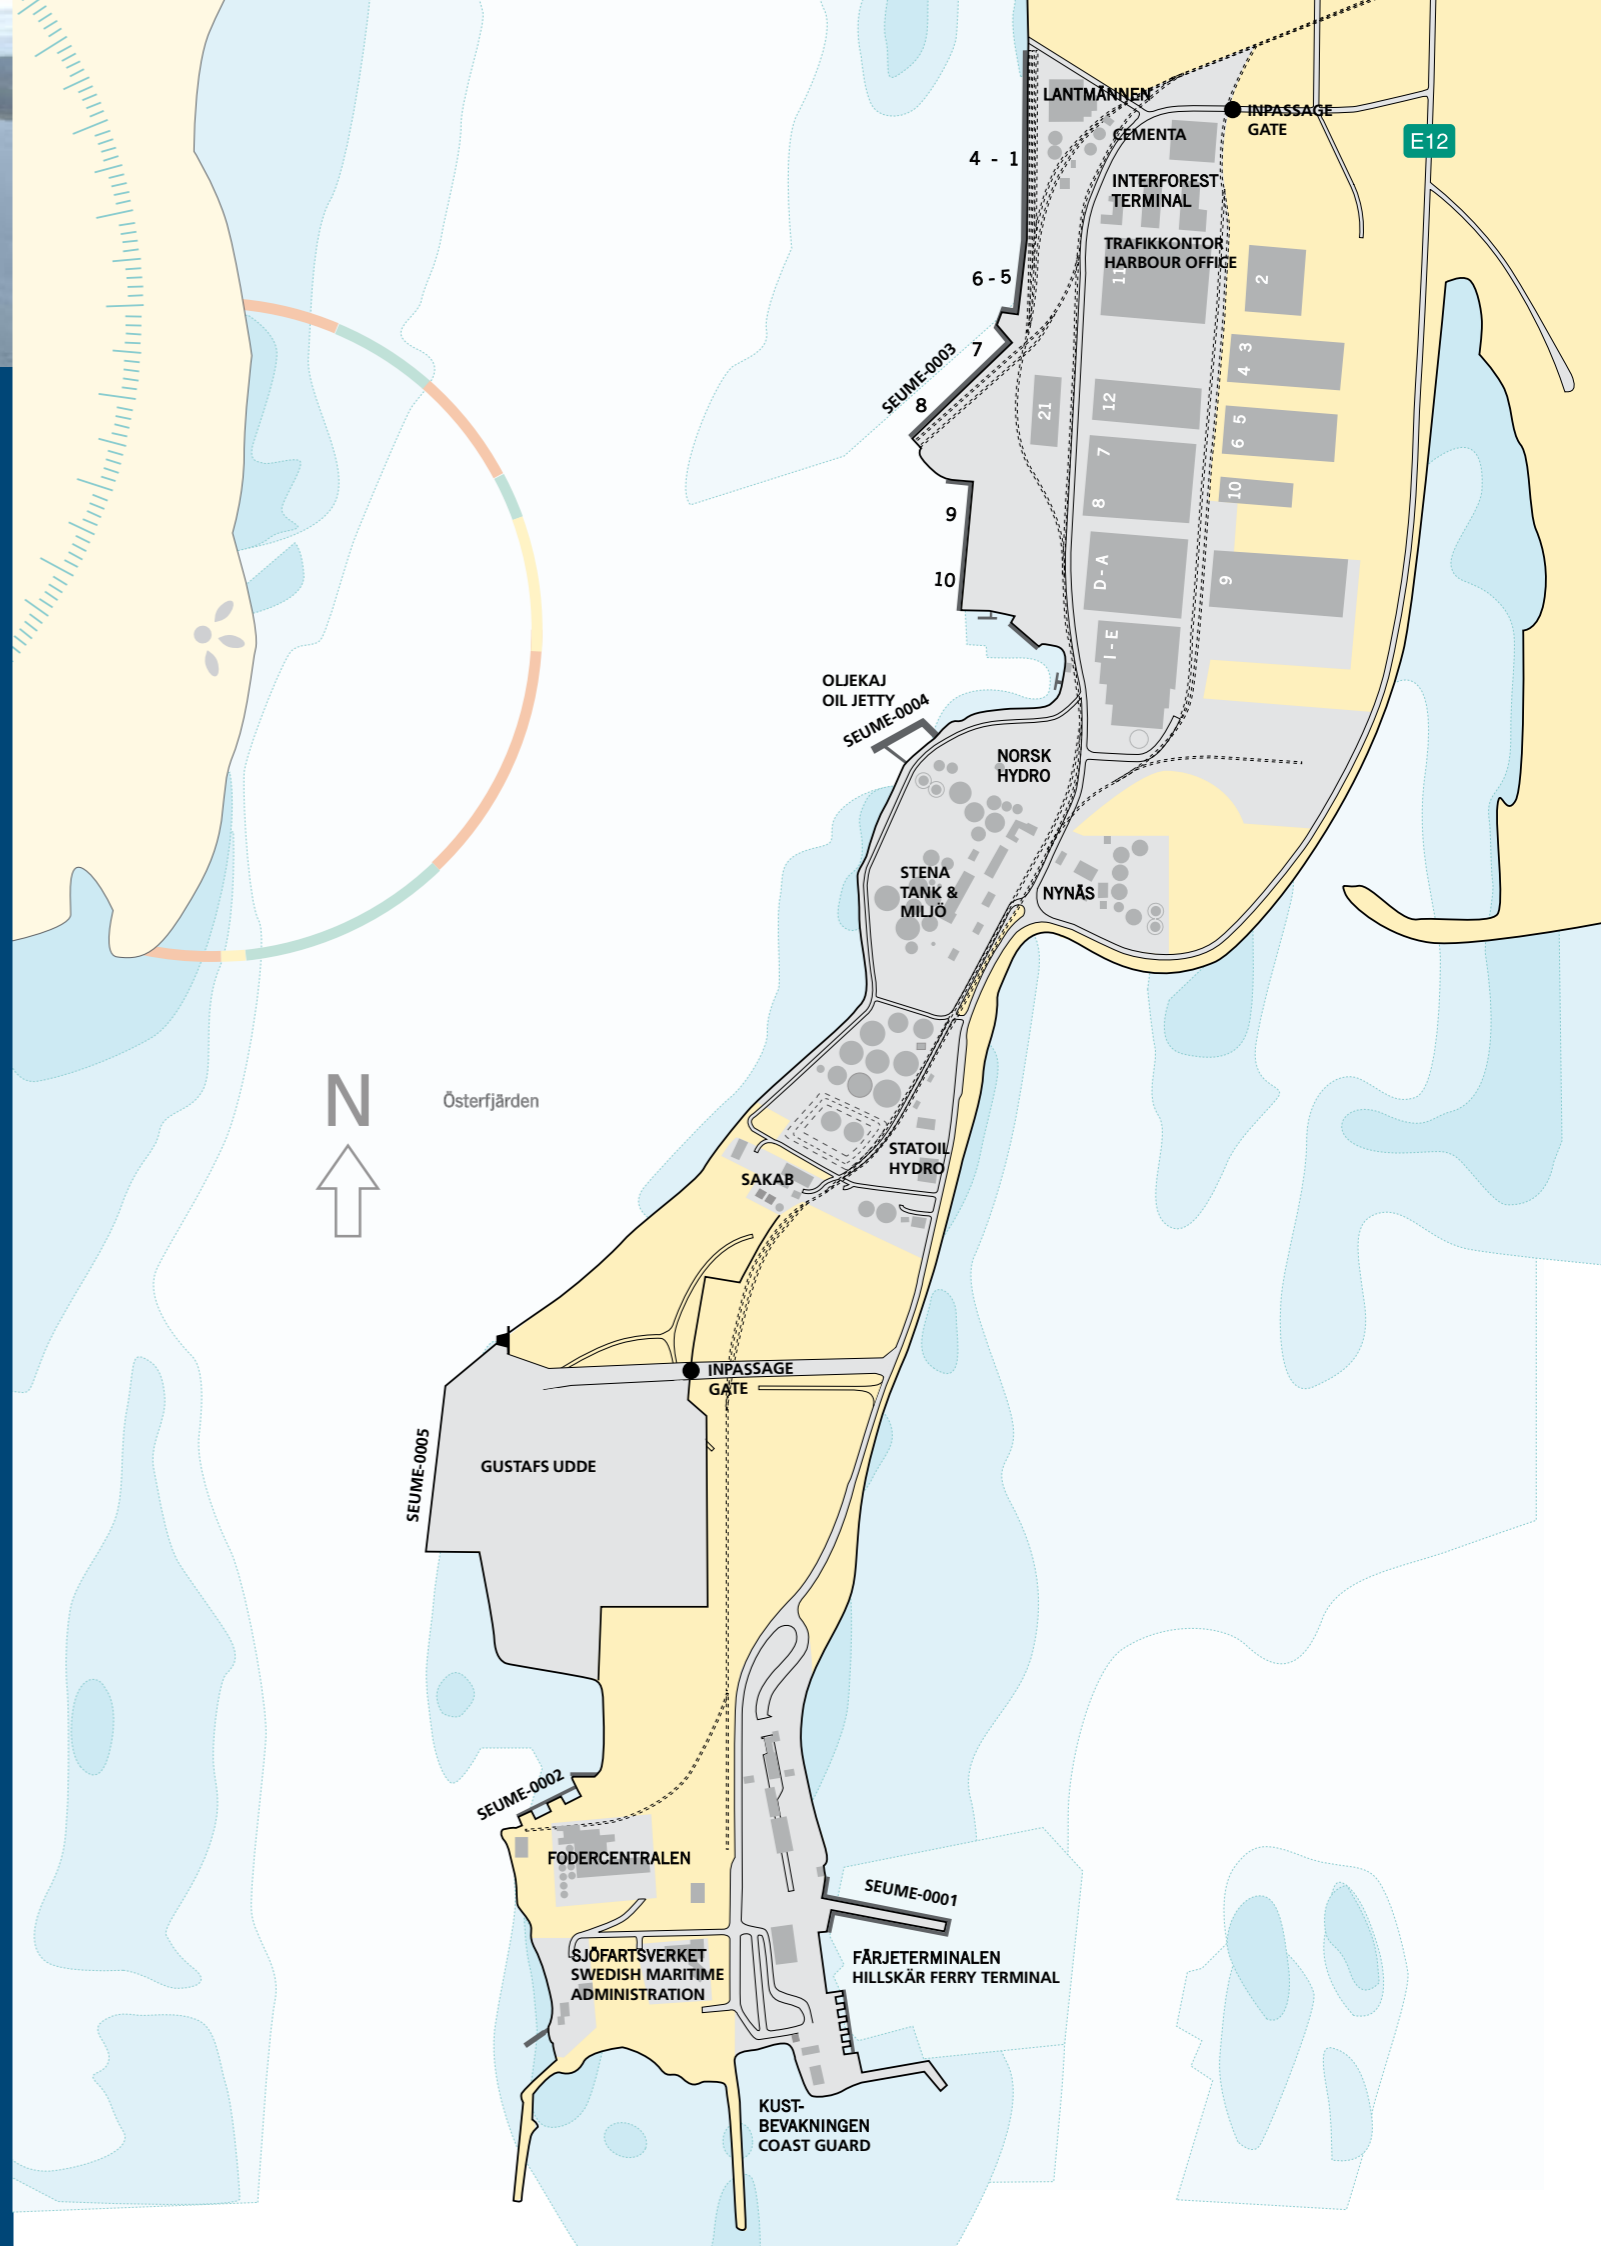 LANTMÄNNEN
INPASSAGE
GATE
CEMENTA
E12
4 - 1
INTERFOREST
TERMINAL
TRAFIKKONTOR
HARBOUR OFFICE
11
2
6 - 5
7
SEUME-0003
8
3
4
21
12
5
6
7
8
10
9
10
D - A
9
I - E
OLJEKAJ
OIL JETTY
SEUME-0004
NORSK
HYDRO
STENA
TANK &
MILJÖ
NYNÄS
N
Österfjärden
STATOIL
HYDRO
SAKAB
INPASSAGE
GATE
SEUME-0005
GUSTAFS UDDE
SEUME-0002
FODERCENTRALEN
SEUME-0001
SJÖFARTSVERKET
SWEDISH MARITIME
ADMINISTRATION
FÄRJETERMINALEN
HILLSKÄR FERRY TERMINAL
KUST-
BEVAKNINGEN
COAST GUARD